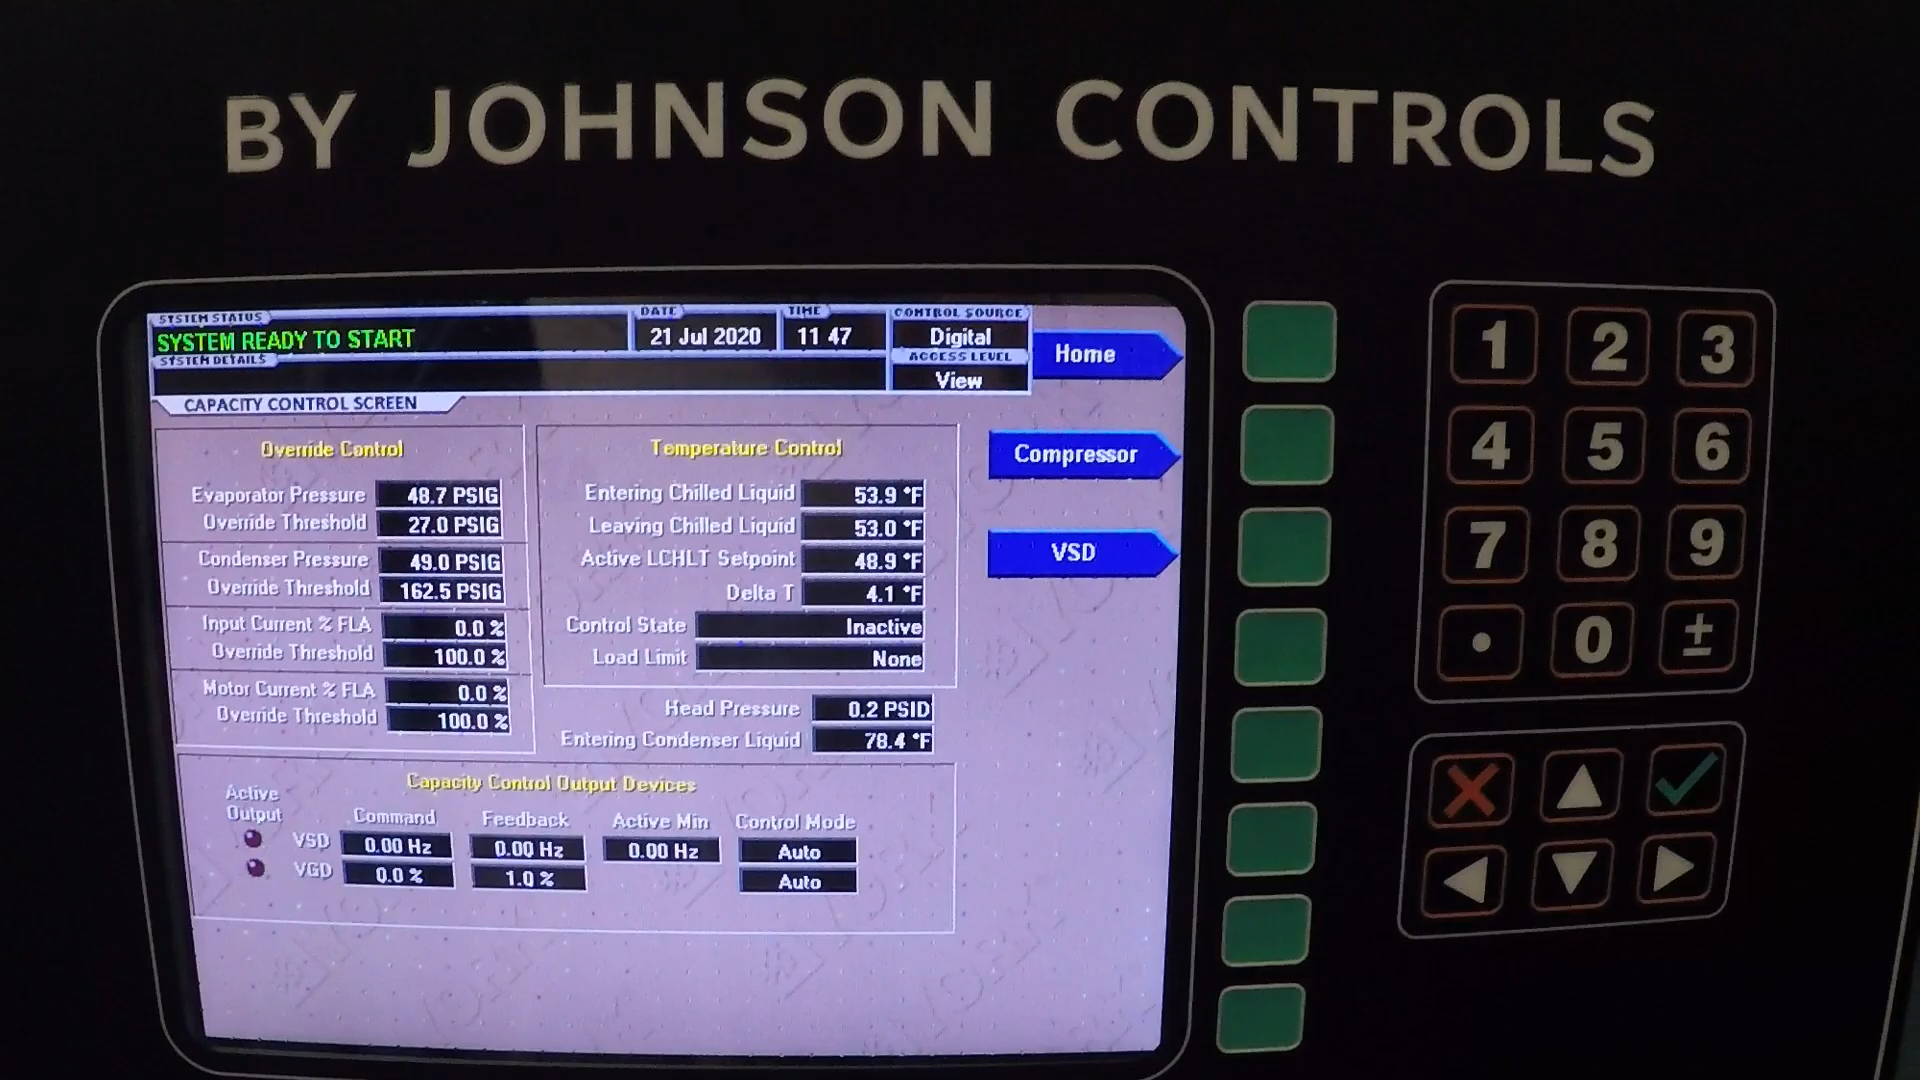 BY JOHNSON CONTROLS
SYSTEM STATUS
SYSTEM READY TO START
SYSTEM DETAILS
DATE
21 Jul 2020
TIME
11 47
CONTROL SOURCE
Digital
ACCESS LEVEL
View
Home
CAPACITY CONTROL SCREEN
Override Control
Evaporator Pressure 48.7 PSIG
Override Threshold 27.0 PSIG
Condenser Pressure 49.0 PSIG
Override Threshold 162.5 PSIG
Input Current % FLA 0.0 %
Override Threshold 100.0 %
Motor Current % FLA 0.0 %
Override Threshold 100.0 %
Temperature Control
Entering Chilled Liquid 53.9 °F
Leaving Chilled Liquid 53.0 °F
Active LCHLT Setpoint 48.9 °F
Delta T 4.1 °F
Control State Inactive
Load Limit None
Head Pressure 0.2 PSID
Entering Condenser Liquid 78.4 °F
Compressor
VSD
Capacity Control Output Devices
Active Output Command Feedback Active Min Control Mode
VSD 0.00 Hz 0.00 Hz 0.00 Hz Auto
VGD 0.0 % 1.0 % Auto
1 2 3
4 5 6
7 8 9
. 0 ±